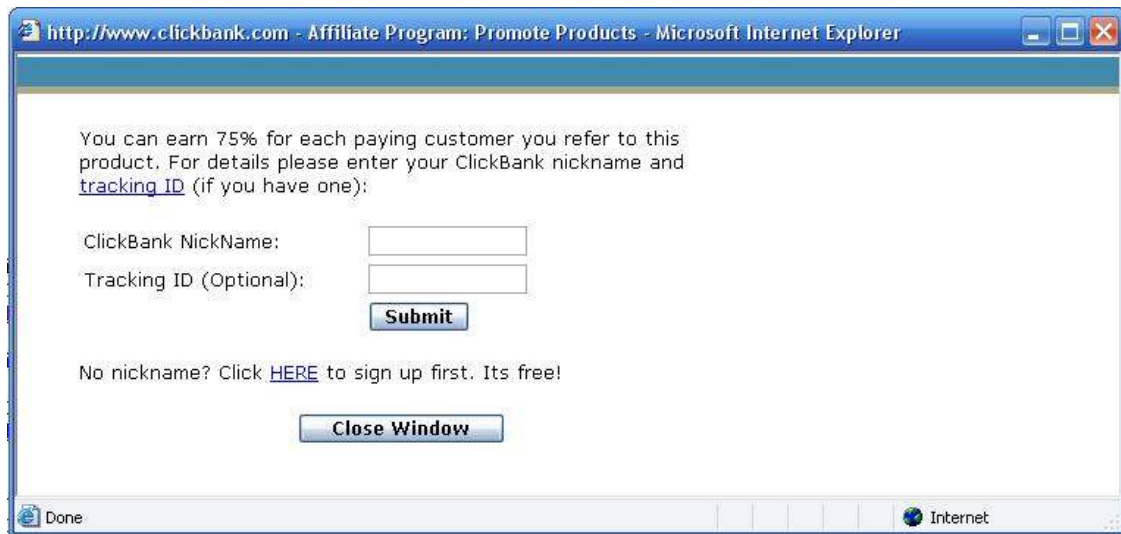 http://www.clickbank.com - Affiliate Program: Promote Products - Microsoft Internet Explorer
You can earn 75% for each paying customer you refer to this
product. For details please enter your ClickBank nickname and
tracking ID (if you have one):
ClickBank NickName:
Tracking ID (Optional):
Submit
No nickname? Click HERE to sign up first. Its free!
Close Window
Done Internet